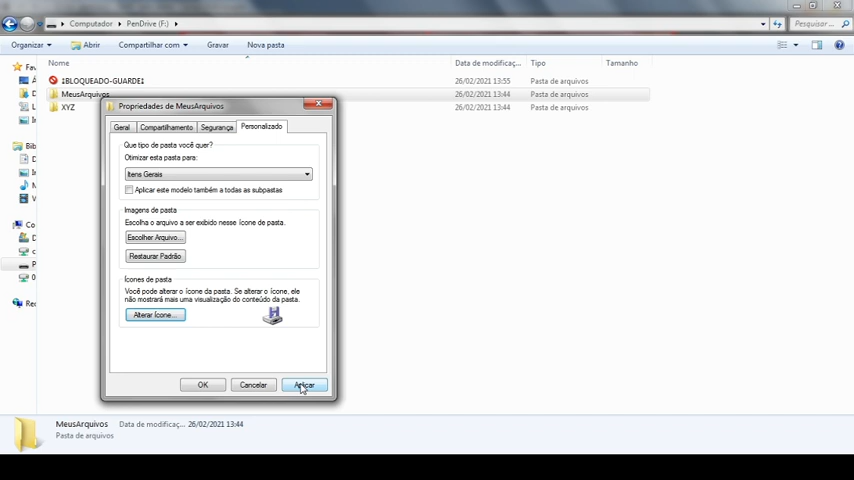 Computador
PenDrive (F:)
Pesquisar...
Organizar
Abrir
Compartilhar com
Gravar
Nova pasta
Nome
Data de modificaç...
Tipo
Tamanho
Fav
‡BLOQUEADO-GUARDE‡
26/02/2021 13:55
Pasta de arquivos
MeusArquivos
26/02/2021 13:44
Pasta de arquivos
XYZ
26/02/2021 13:44
Pasta de arquivos
Bib
Co
Rec
Propriedades de MeusArquivos
Geral
Compartilhamento
Segurança
Personalizado
Que tipo de pasta você quer?
Otimizar esta pasta para:
Itens Gerais
Aplicar este modelo também a todas as subpastas
Imagens de pasta
Escolha o arquivo a ser exibido nesse ícone de pasta.
Escolher Arquivo...
Restaurar Padrão
Ícones de pasta
Você pode alterar o ícone da pasta. Se alterar o ícone, ele
não mostrará mais uma visualização do conteúdo da pasta.
Alterar Ícone...
OK
Cancelar
Aplicar
MeusArquivos
Data de modificaç... 26/02/2021 13:44
Pasta de arquivos